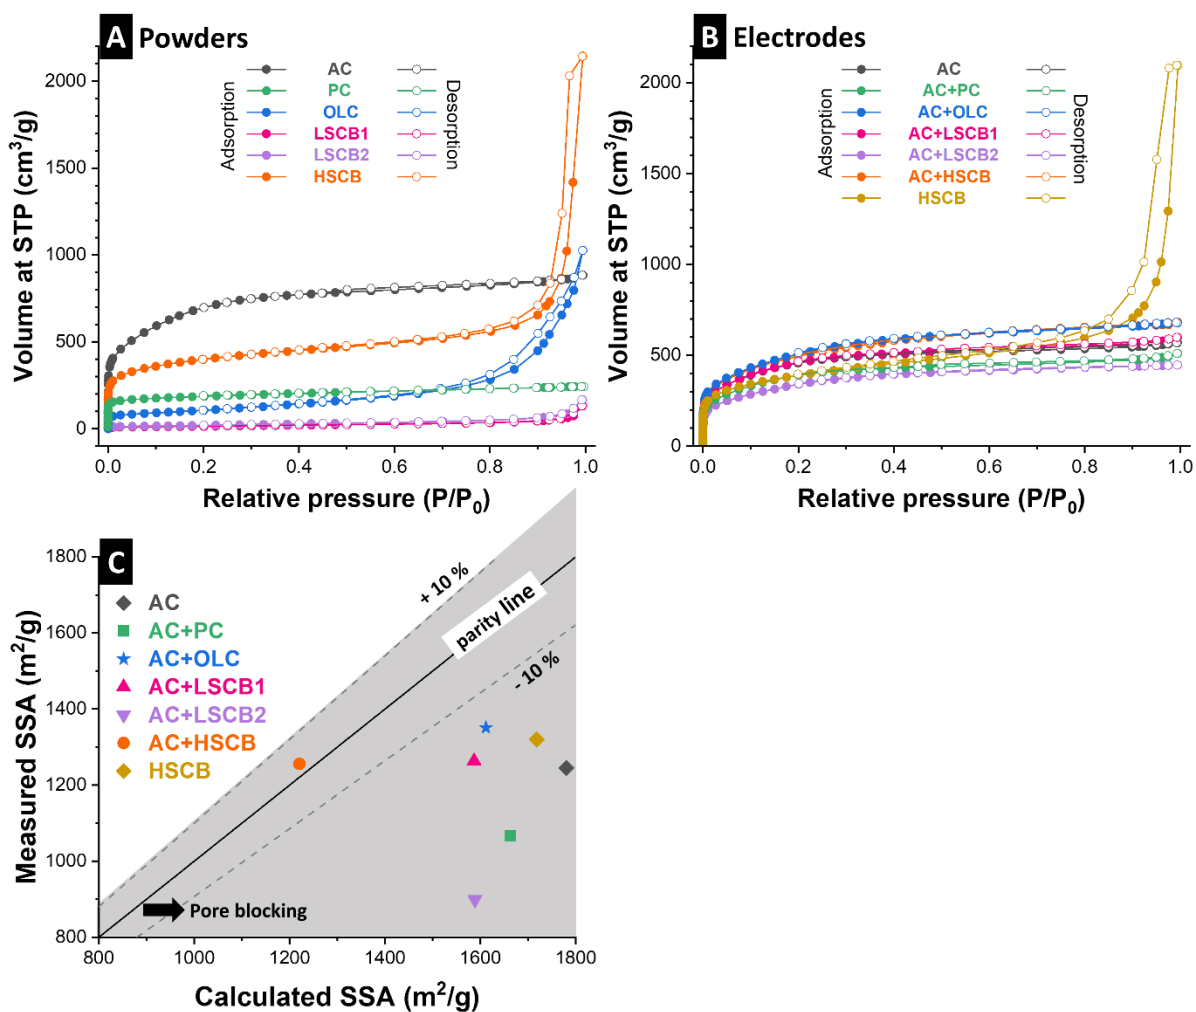 A Powders
Volume at STP (cm³/g)
2000
1500
1000
500
0
Adsorption
AC
PC
OLC
LSCB1
LSCB2
HSCB
Desorption
0.0 0.2 0.4 0.6 0.8 1.0
Relative pressure (P/P₀)
B Electrodes
Volume at STP (cm³/g)
2000
1500
1000
500
0
Adsorption
AC
AC+PC
AC+OLC
AC+LSCB1
AC+LSCB2
AC+HSCB
HSCB
Desorption
0.0 0.2 0.4 0.6 0.8 1.0
Relative pressure (P/P₀)
C
Measured SSA (m²/g)
1800
1600
1400
1200
1000
800
AC
AC+PC
AC+OLC
AC+LSCB1
AC+LSCB2
AC+HSCB
HSCB
+ 10 %
parity line
- 10 %
Pore blocking
800 1000 1200 1400 1600 1800
Calculated SSA (m²/g)